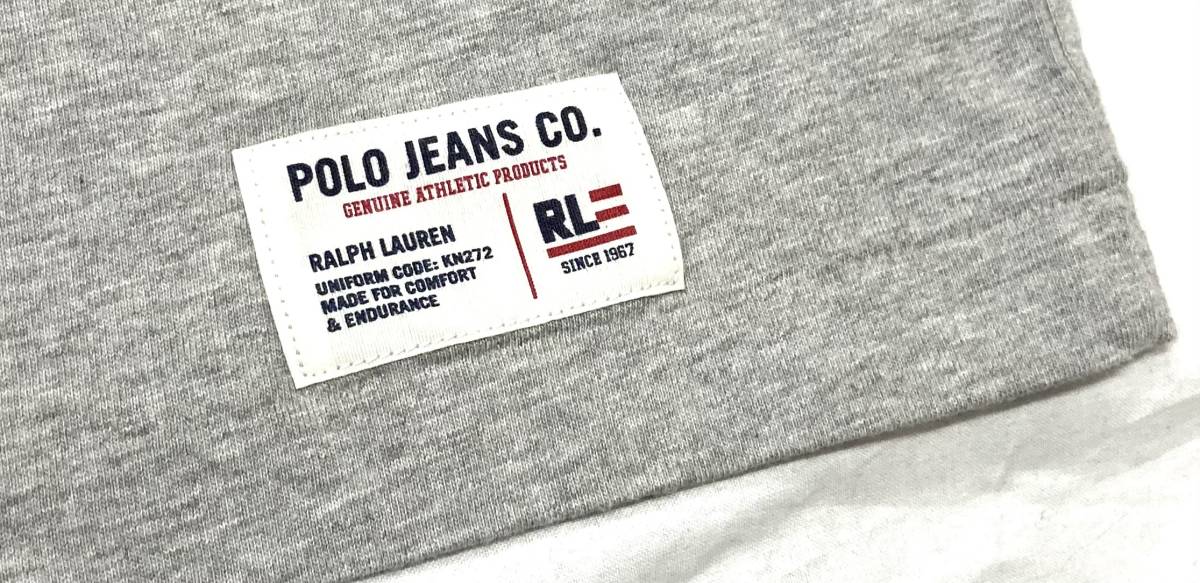 POLO JEANS CO.
GENUINE ATHLETIC PRODUCTS
RALPH LAUREN
UNIFORM CODE: KN272
MADE FOR COMFORT
& ENDURANCE
RL
SINCE 1967